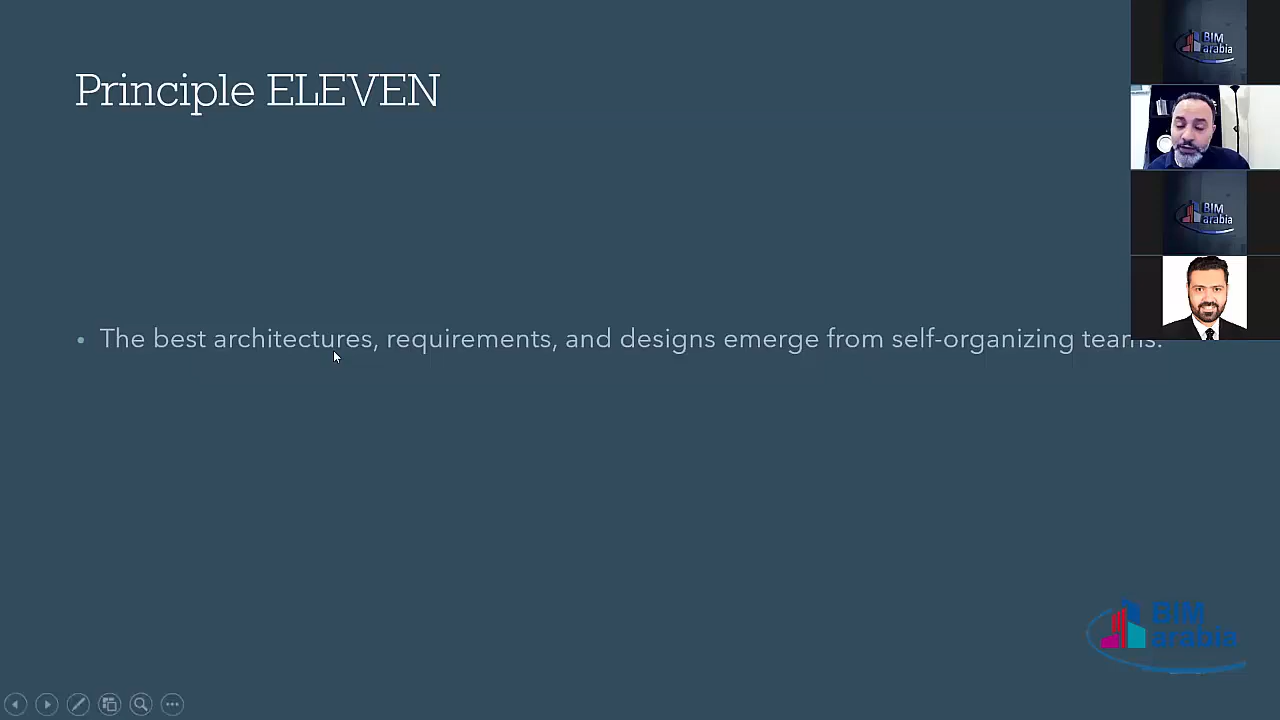 Principle ELEVEN
BIM
arabia
BIM
arabia
• The best architectures, requirements, and designs emerge from self-organizing teams.
BIM
arabia